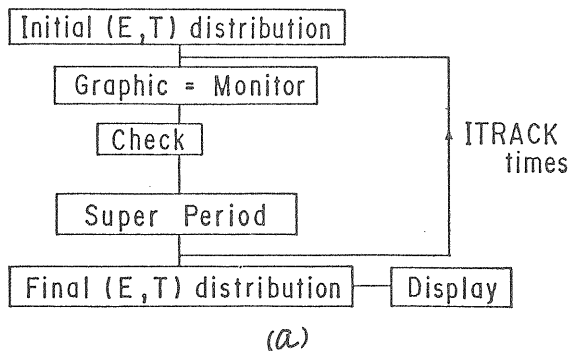 Initial (E,T) distribution
Graphic = Monitor
Check
ITRACK
times
Super Period
Final (E,T) distribution
Display
(a)